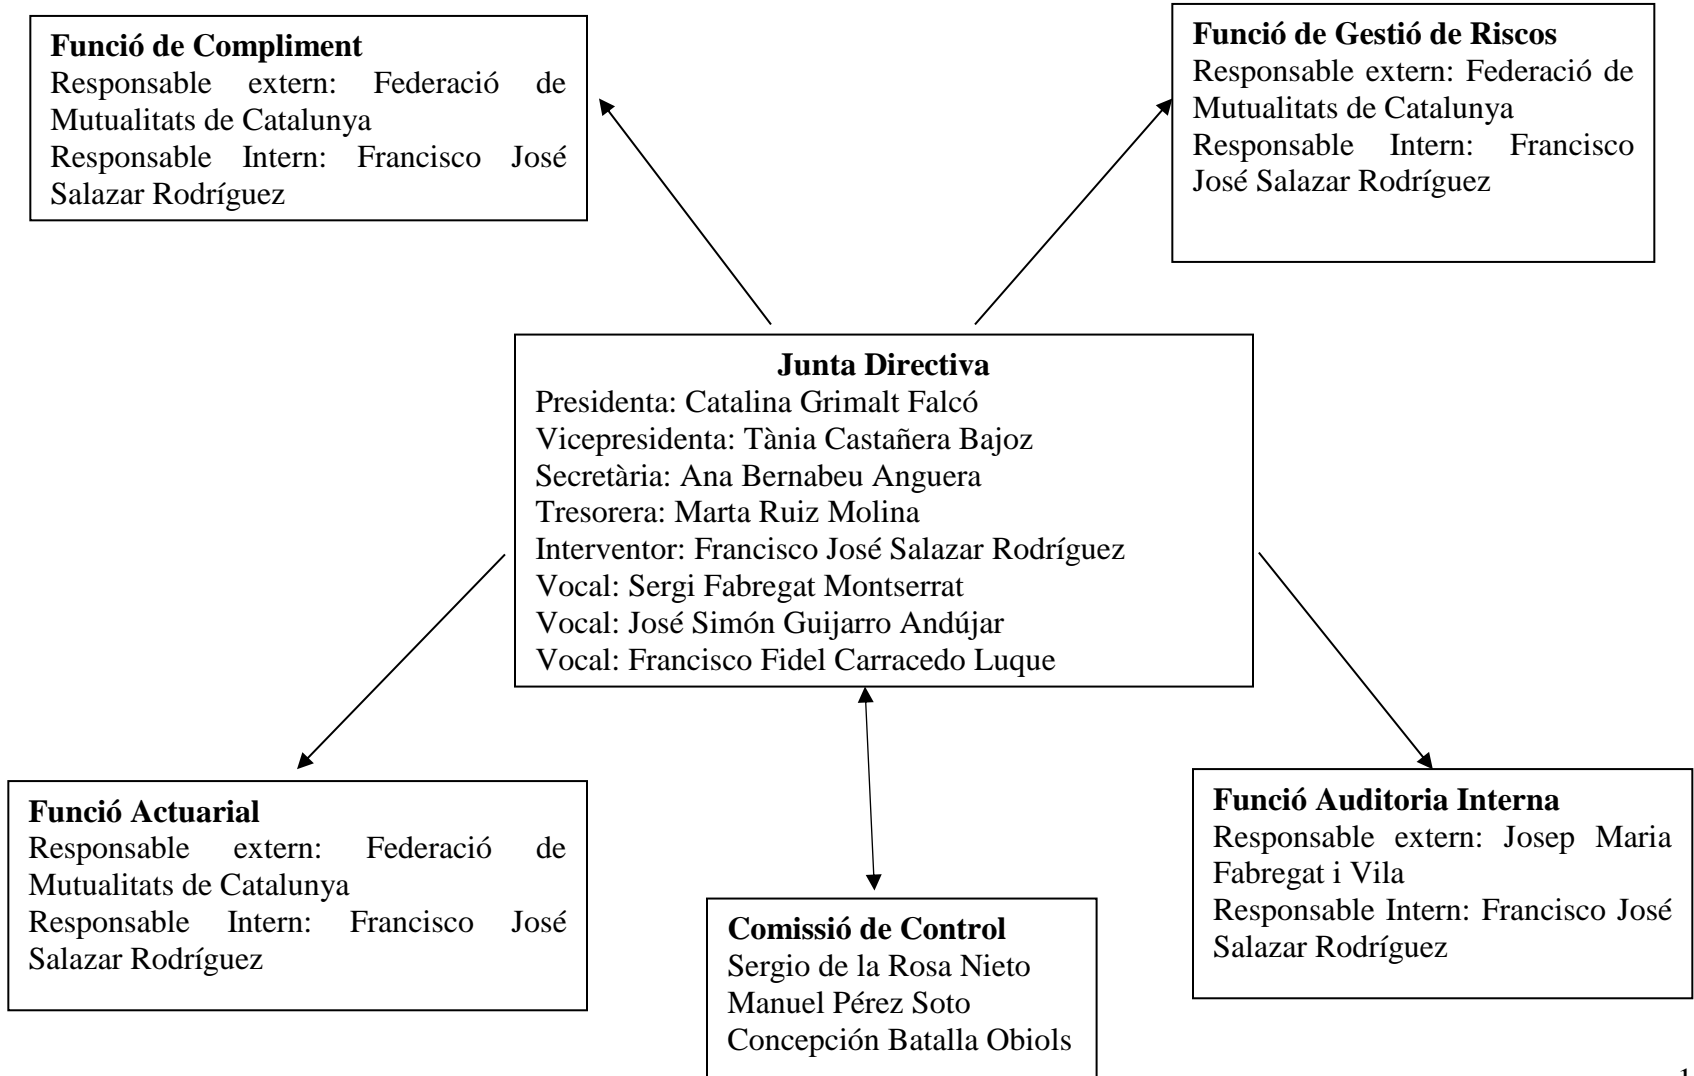 Funció de Compliment
Responsable extern: Federació de
Mutualitats de Catalunya
Responsable Intern: Francisco José
Salazar Rodríguez
Funció de Gestió de Riscos
Responsable extern: Federació de
Mutualitats de Catalunya
Responsable Intern: Francisco
José Salazar Rodríguez
Junta Directiva
Presidenta: Catalina Grimalt Falcó
Vicepresidenta: Tània Castañera Bajoz
Secretària: Ana Bernabeu Anguera
Tresorera: Marta Ruiz Molina
Interventor: Francisco José Salazar Rodríguez
Vocal: Sergi Fabregat Montserrat
Vocal: José Simón Guijarro Andújar
Vocal: Francisco Fidel Carracedo Luque
Funció Actuarial
Responsable extern: Federació de
Mutualitats de Catalunya
Responsable Intern: Francisco José
Salazar Rodríguez
Comissió de Control
Sergio de la Rosa Nieto
Manuel Pérez Soto
Concepción Batalla Obiols
Funció Auditoria Interna
Responsable extern: Josep Maria
Fabregat i Vila
Responsable Intern: Francisco José
Salazar Rodríguez
1